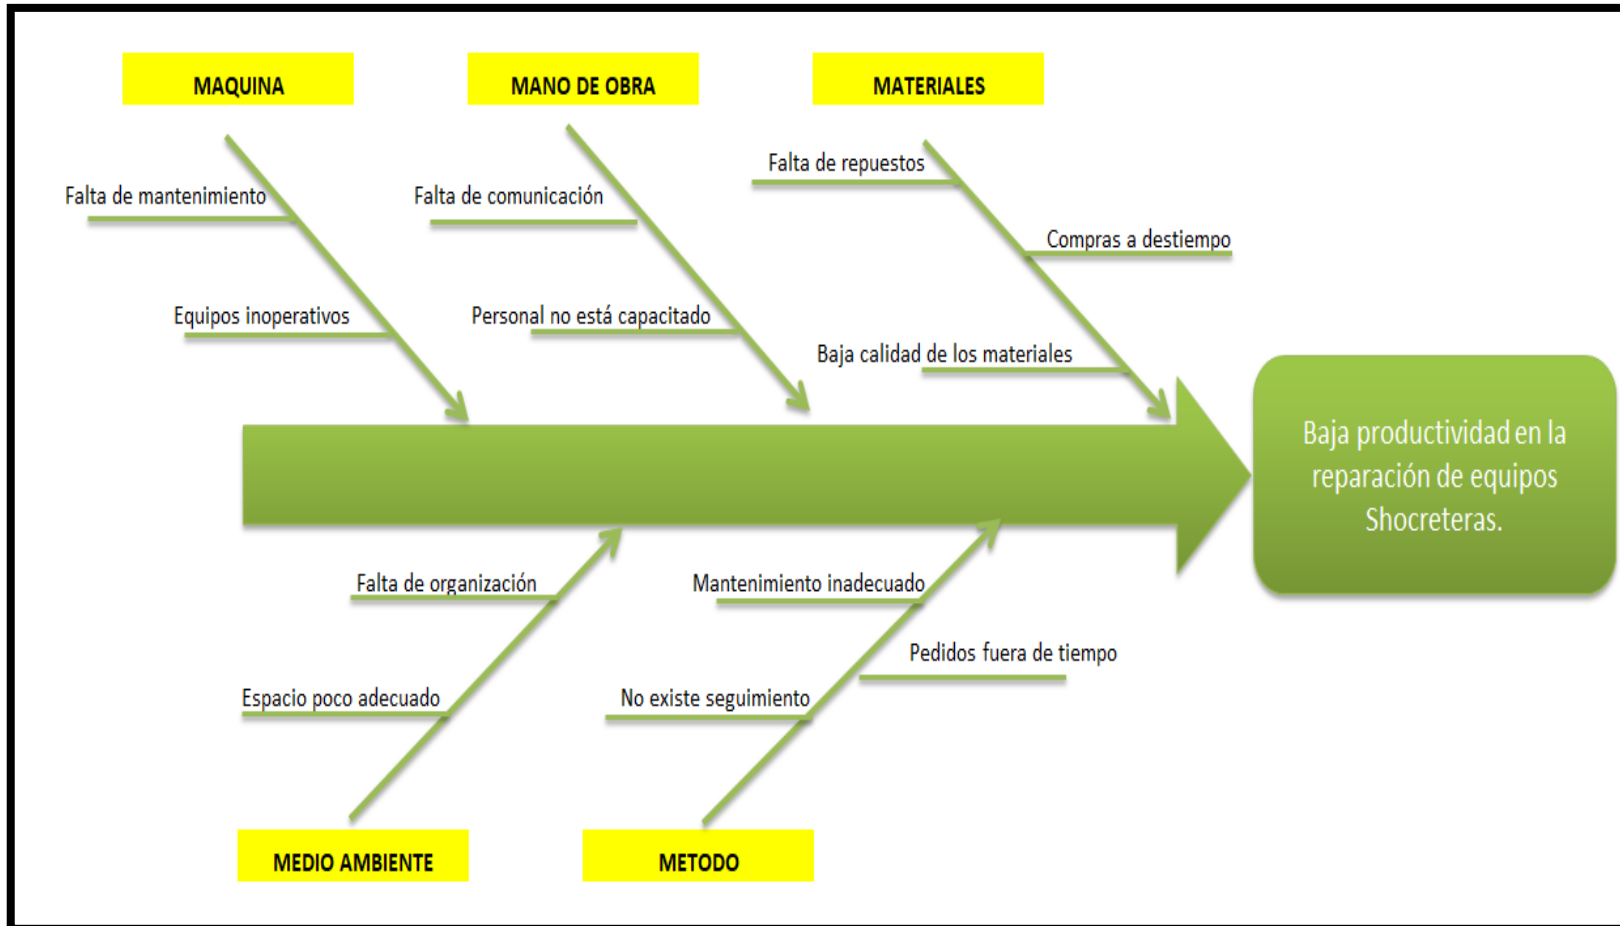 MAQUINA
MANO DE OBRA
MATERIALES
Falta de repuestos
Falta de mantenimiento
Falta de comunicación
Compras a destiempo
Equipos inoperativos
Personal no está capacitado
Baja calidad de los materiales
Baja productividad en la
reparación de equipos
Shocreteras.
Falta de organización
Mantenimiento inadecuado
Pedidos fuera de tiempo
Espacio poco adecuado
No existe seguimiento
MEDIO AMBIENTE
METODO